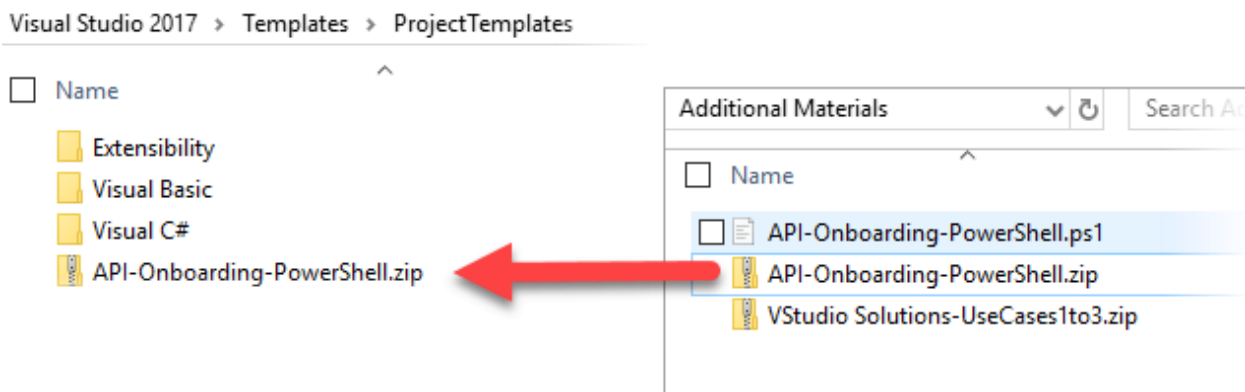 Visual Studio 2017 > Templates > ProjectTemplates
Name
Extensibility
Visual Basic
Visual C#
API-Onboarding-PowerShell.zip
Additional Materials
Search
Name
API-Onboarding-PowerShell.ps1
API-Onboarding-PowerShell.zip
VStudio Solutions-UseCases1to3.zip